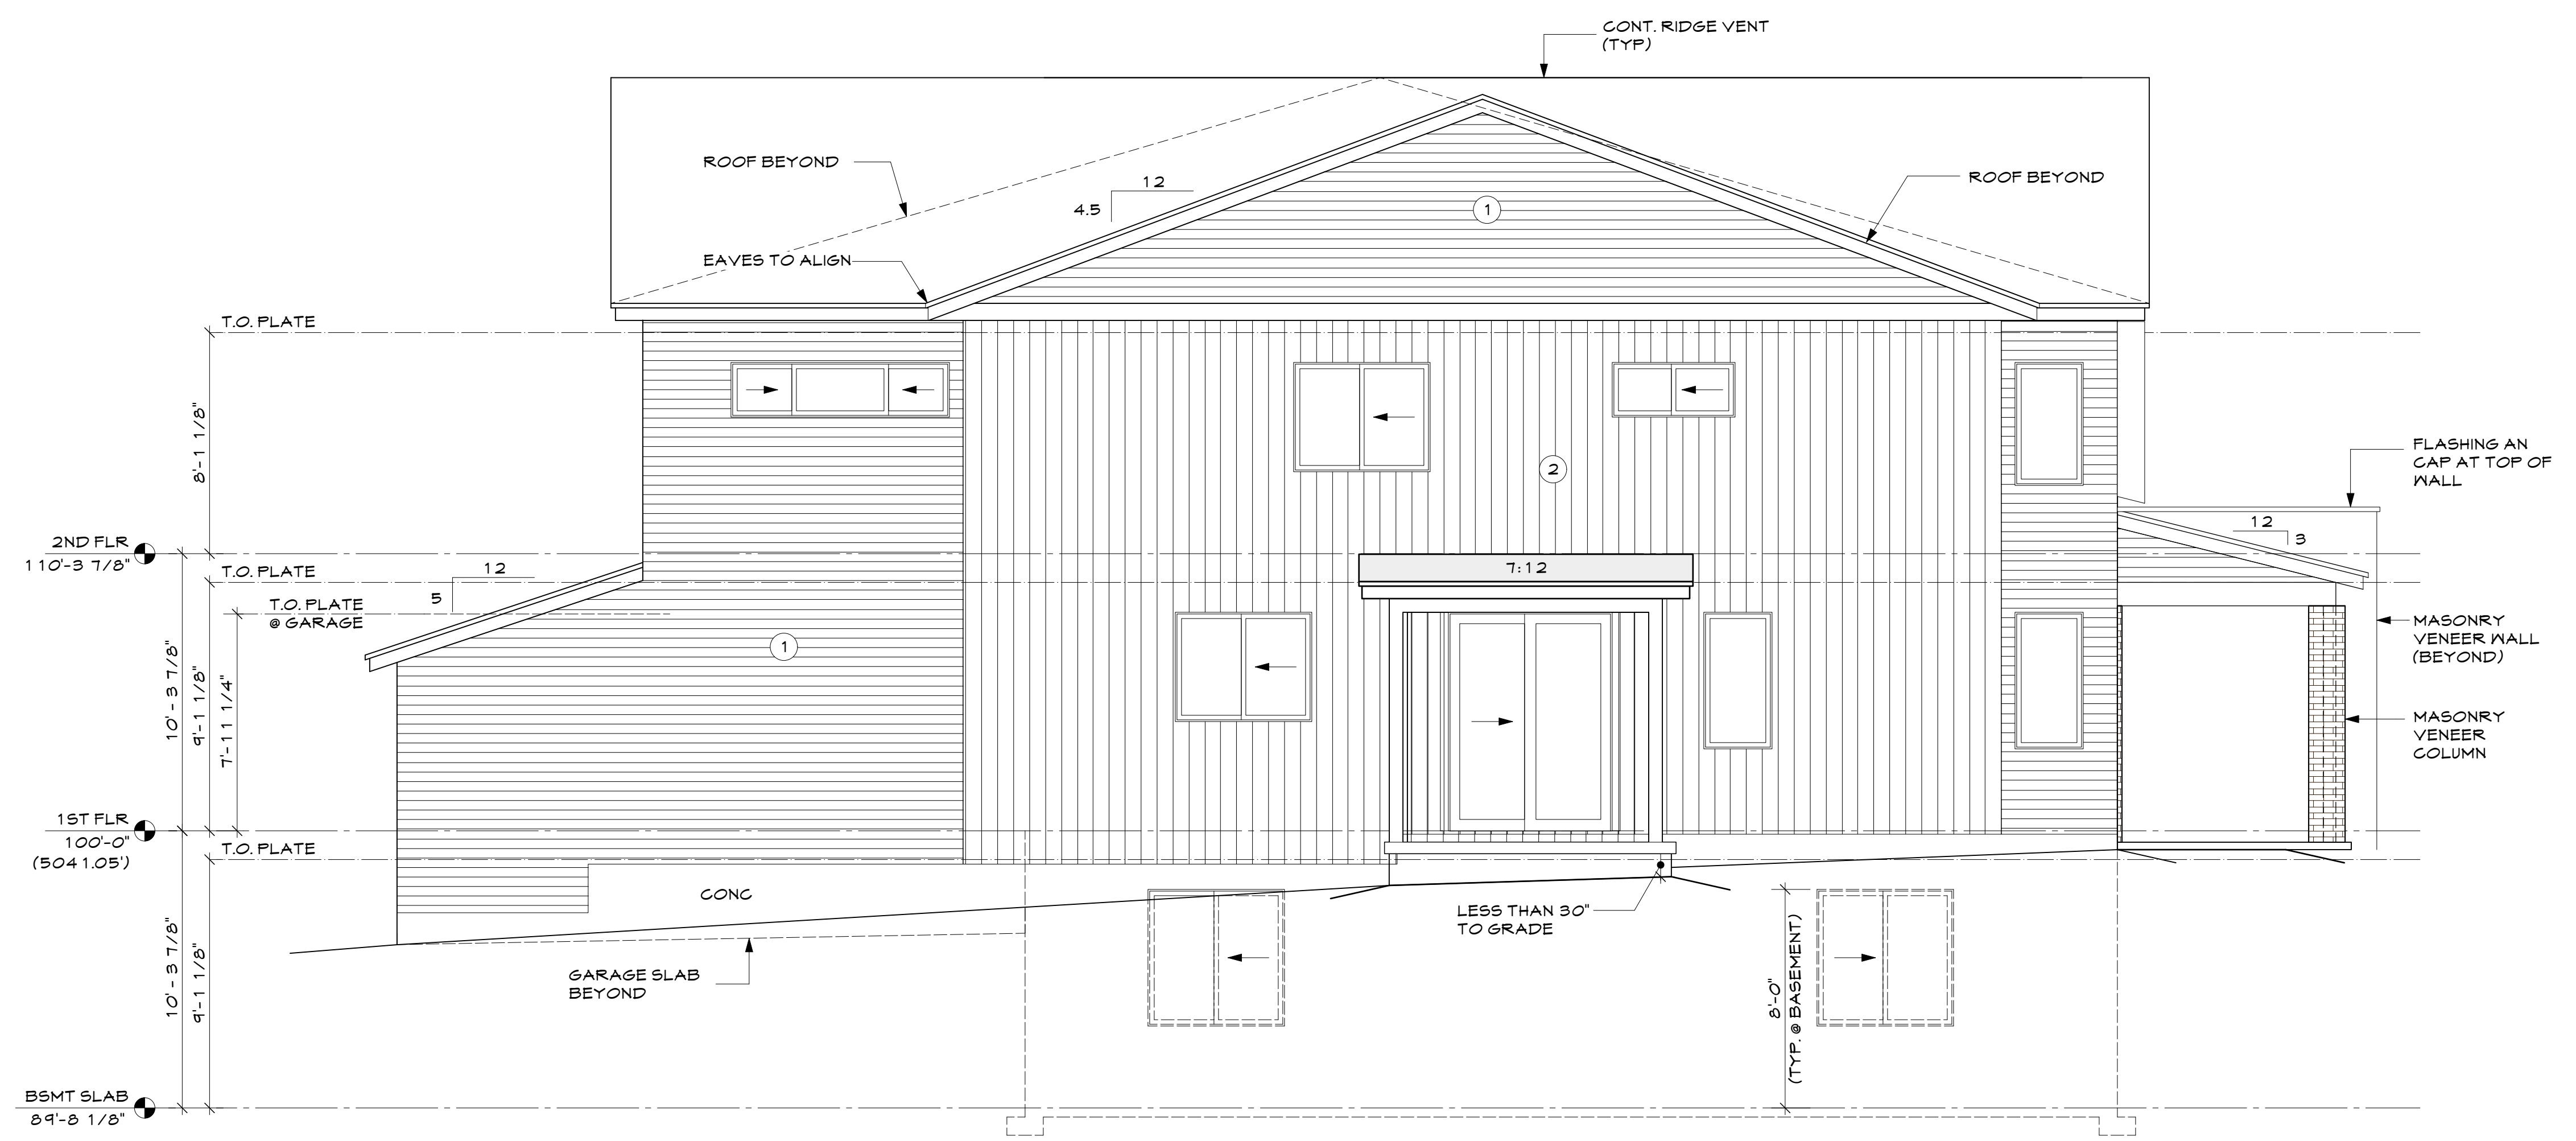 CONT. RIDGE VENT
(TYP)
ROOF BEYOND
ROOF BEYOND
12
4.5
1
EAVES TO ALIGN
T.O. PLATE
8'-1 1/8"
2
FLASHING AN
CAP AT TOP OF
WALL
12
3
2ND FLR
110'-3 7/8"
T.O. PLATE
12
5
7:12
T.O. PLATE
@ GARAGE
1
MASONRY
VENEER WALL
(BEYOND)
10'-3 7/8"
9'-1 1/8"
7'-11 1/4"
MASONRY
VENEER
COLUMN
1ST FLR
100'-0"
(5041.05')
T.O. PLATE
CONC
LESS THAN 30"
TO GRADE
GARAGE SLAB
BEYOND
10'-3 7/8"
9'-1 1/8"
8'-0"
(TYP. @ BASEMENT)
BSMT SLAB
89'-8 1/8"